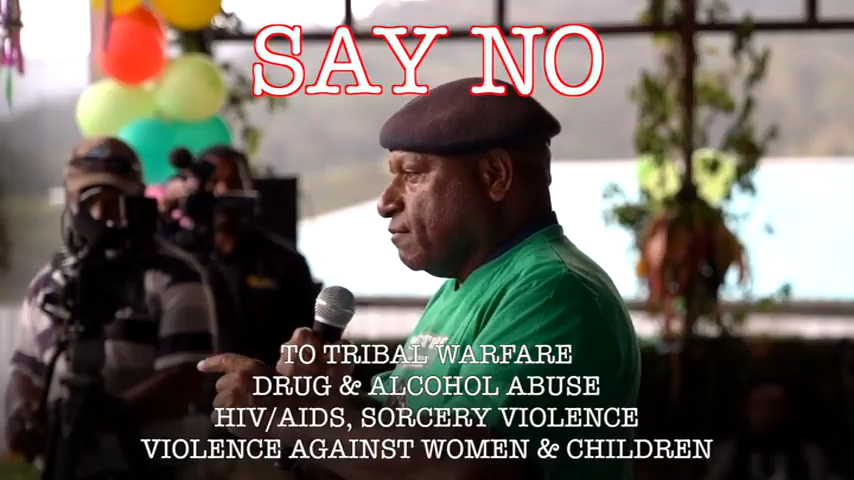 SAY NO
TO TRIBAL WARFARE
DRUG & ALCOHOL ABUSE
HIV/AIDS, SORCERY VIOLENCE
VIOLENCE AGAINST WOMEN & CHILDREN